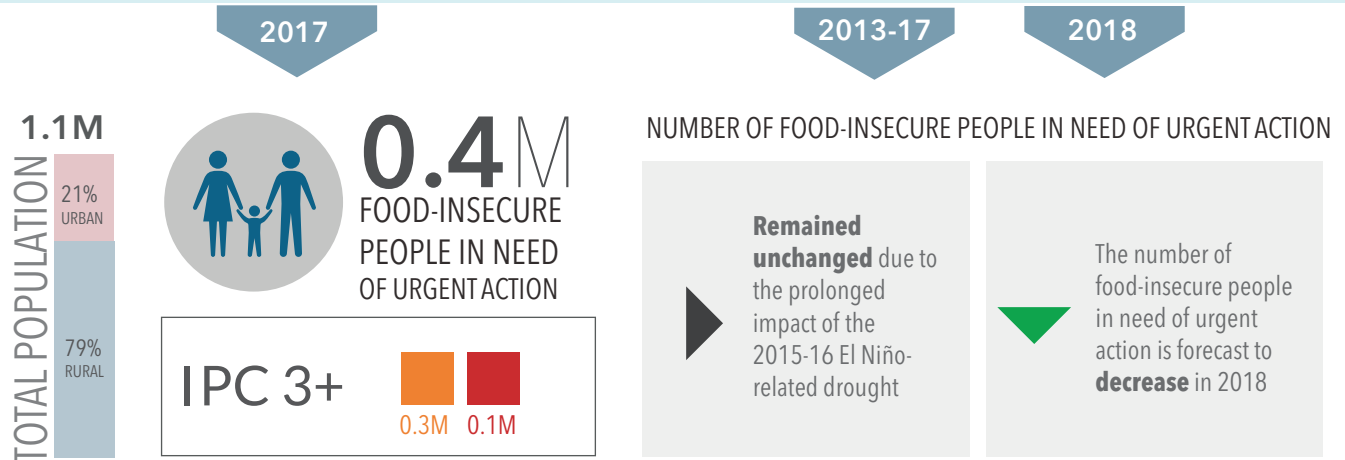 2017
2013-17
2018
1.1M
TOTAL POPULATION
21%
URBAN
79%
RURAL
0.4M
FOOD-INSECURE
PEOPLE IN NEED
OF URGENT ACTION
IPC 3+
0.3M 0.1M
NUMBER OF FOOD-INSECURE PEOPLE IN NEED OF URGENT ACTION
Remained
unchanged due to
the prolonged
impact of the
2015-16 El Niño-
related drought
The number of
food-insecure people
in need of urgent
action is forecast to
decrease in 2018